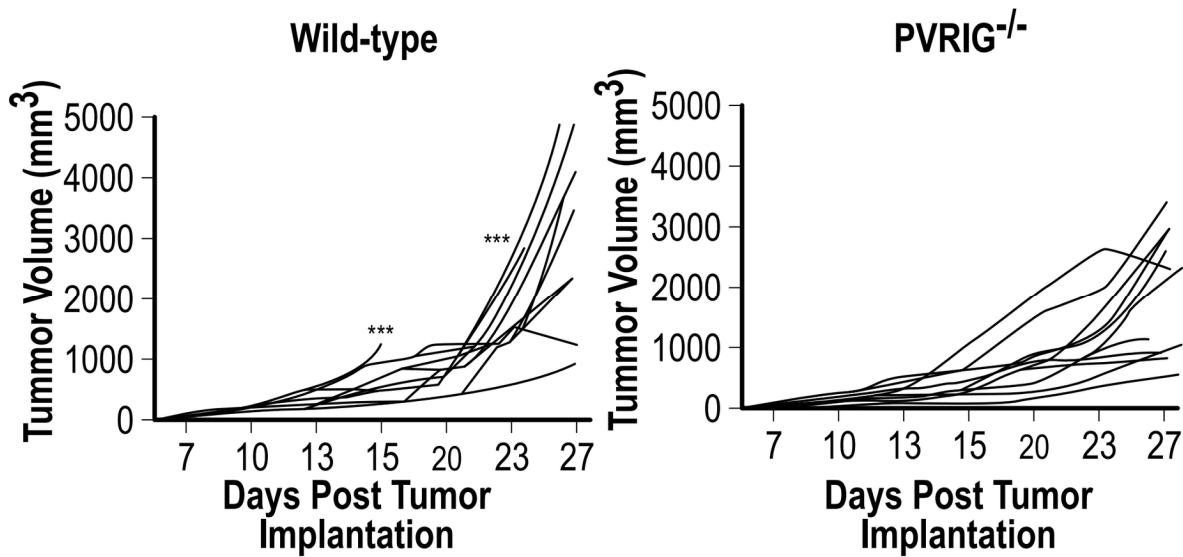 Wild-type
Tummor Volume (mm3)
5000
4000
3000
2000
1000
0
***
***
7 10 13 15 20 23 27
Days Post Tumor
Implantation
PVRIG-/-
Tummor Volume (mm3)
5000
4000
3000
2000
1000
0
7 10 13 15 20 23 27
Days Post Tumor
Implantation